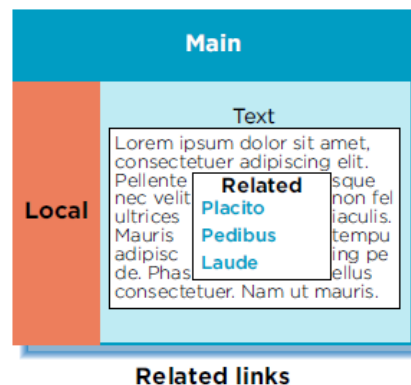 Main
Local
Text
Lorem ipsum dolor sit amet,
consectetuer adipiscing elit.
Pellente sque
nec velit non fel
ultrices iaculis.
Mauris tempu
adipisc ing pe
de. Phas ellus
consectetuer. Nam ut mauris.
Related
Placito
Pedibus
Laude
Related links